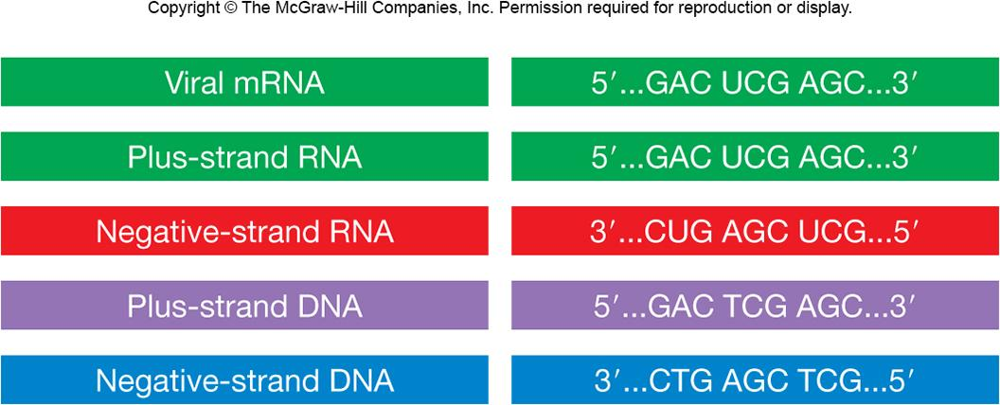 Copyright © The McGraw-Hill Companies, Inc. Permission required for reproduction or display.
Viral mRNA 5′...GAC UCG AGC...3′
Plus-strand RNA 5′...GAC UCG AGC...3′
Negative-strand RNA 3′...CUG AGC UCG...5′
Plus-strand DNA 5′...GAC TCG AGC...3′
Negative-strand DNA 3′...CTG AGC TCG...5′